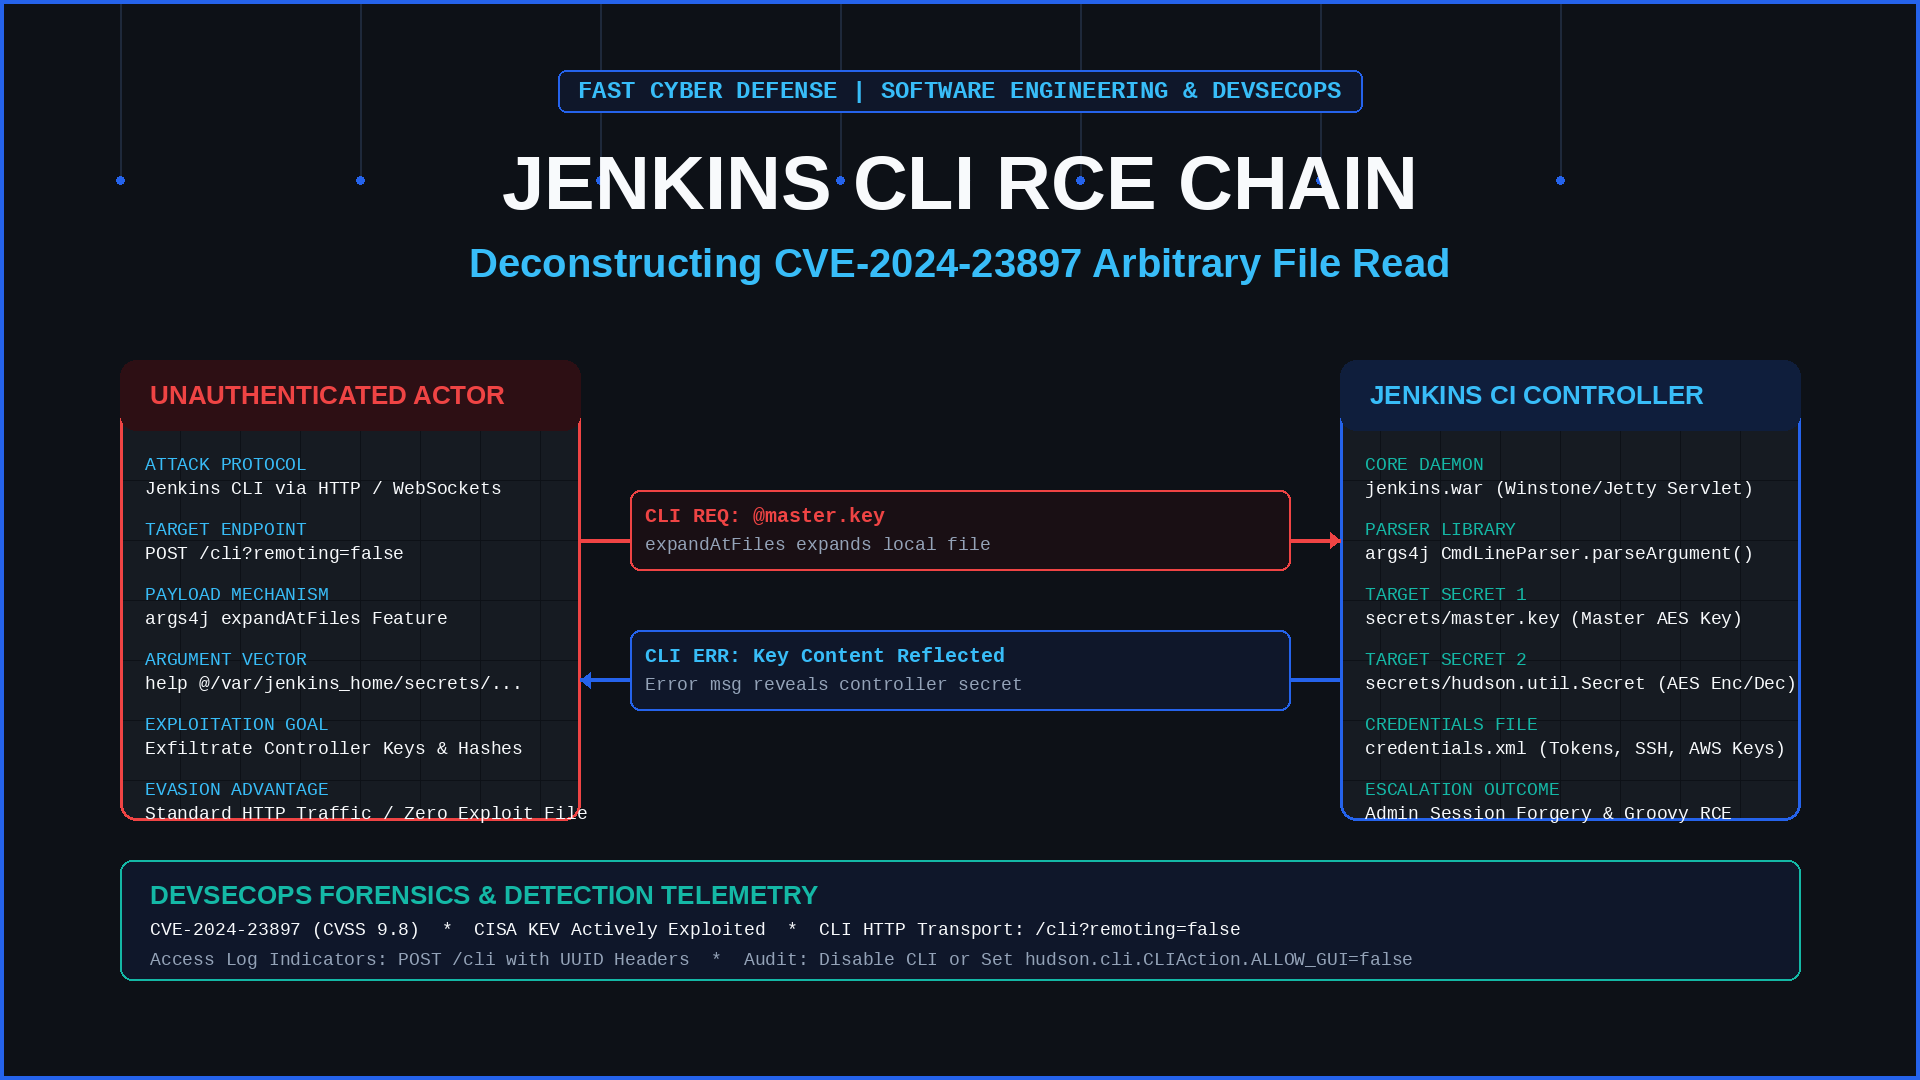 FAST CYBER DEFENSE | SOFTWARE ENGINEERING & DEVSECOPS
JENKINS CLI RCE CHAIN
Deconstructing CVE-2024-23897 Arbitrary File Read
UNAUTHENTICATED ACTOR
ATTACK PROTOCOL
Jenkins CLI via HTTP / WebSockets
TARGET ENDPOINT
POST /cli?remoting=false
PAYLOAD MECHANISM
args4j expandAtFiles Feature
ARGUMENT VECTOR
help @/var/jenkins_home/secrets/...
EXPLOITATION GOAL
Exfiltrate Controller Keys & Hashes
EVASION ADVANTAGE
Standard HTTP Traffic / Zero Exploit File
CLI REQ: @master.key
expandAtFiles expands local file
CLI ERR: Key Content Reflected
Error msg reveals controller secret
JENKINS CI CONTROLLER
CORE DAEMON
jenkins.war (Winstone/Jetty Servlet)
PARSER LIBRARY
args4j CmdLineParser.parseArgument()
TARGET SECRET 1
secrets/master.key (Master AES Key)
TARGET SECRET 2
secrets/hudson.util.Secret (AES Enc/Dec)
CREDENTIALS FILE
credentials.xml (Tokens, SSH, AWS Keys)
ESCALATION OUTCOME
Admin Session Forgery & Groovy RCE
DEVSECOPS FORENSICS & DETECTION TELEMETRY
CVE-2024-23897 (CVSS 9.8) * CISA KEV Actively Exploited * CLI HTTP Transport: /cli?remoting=false
Access Log Indicators: POST /cli with UUID Headers * Audit: Disable CLI or Set hudson.cli.CLIAction.ALLOW_GUI=false